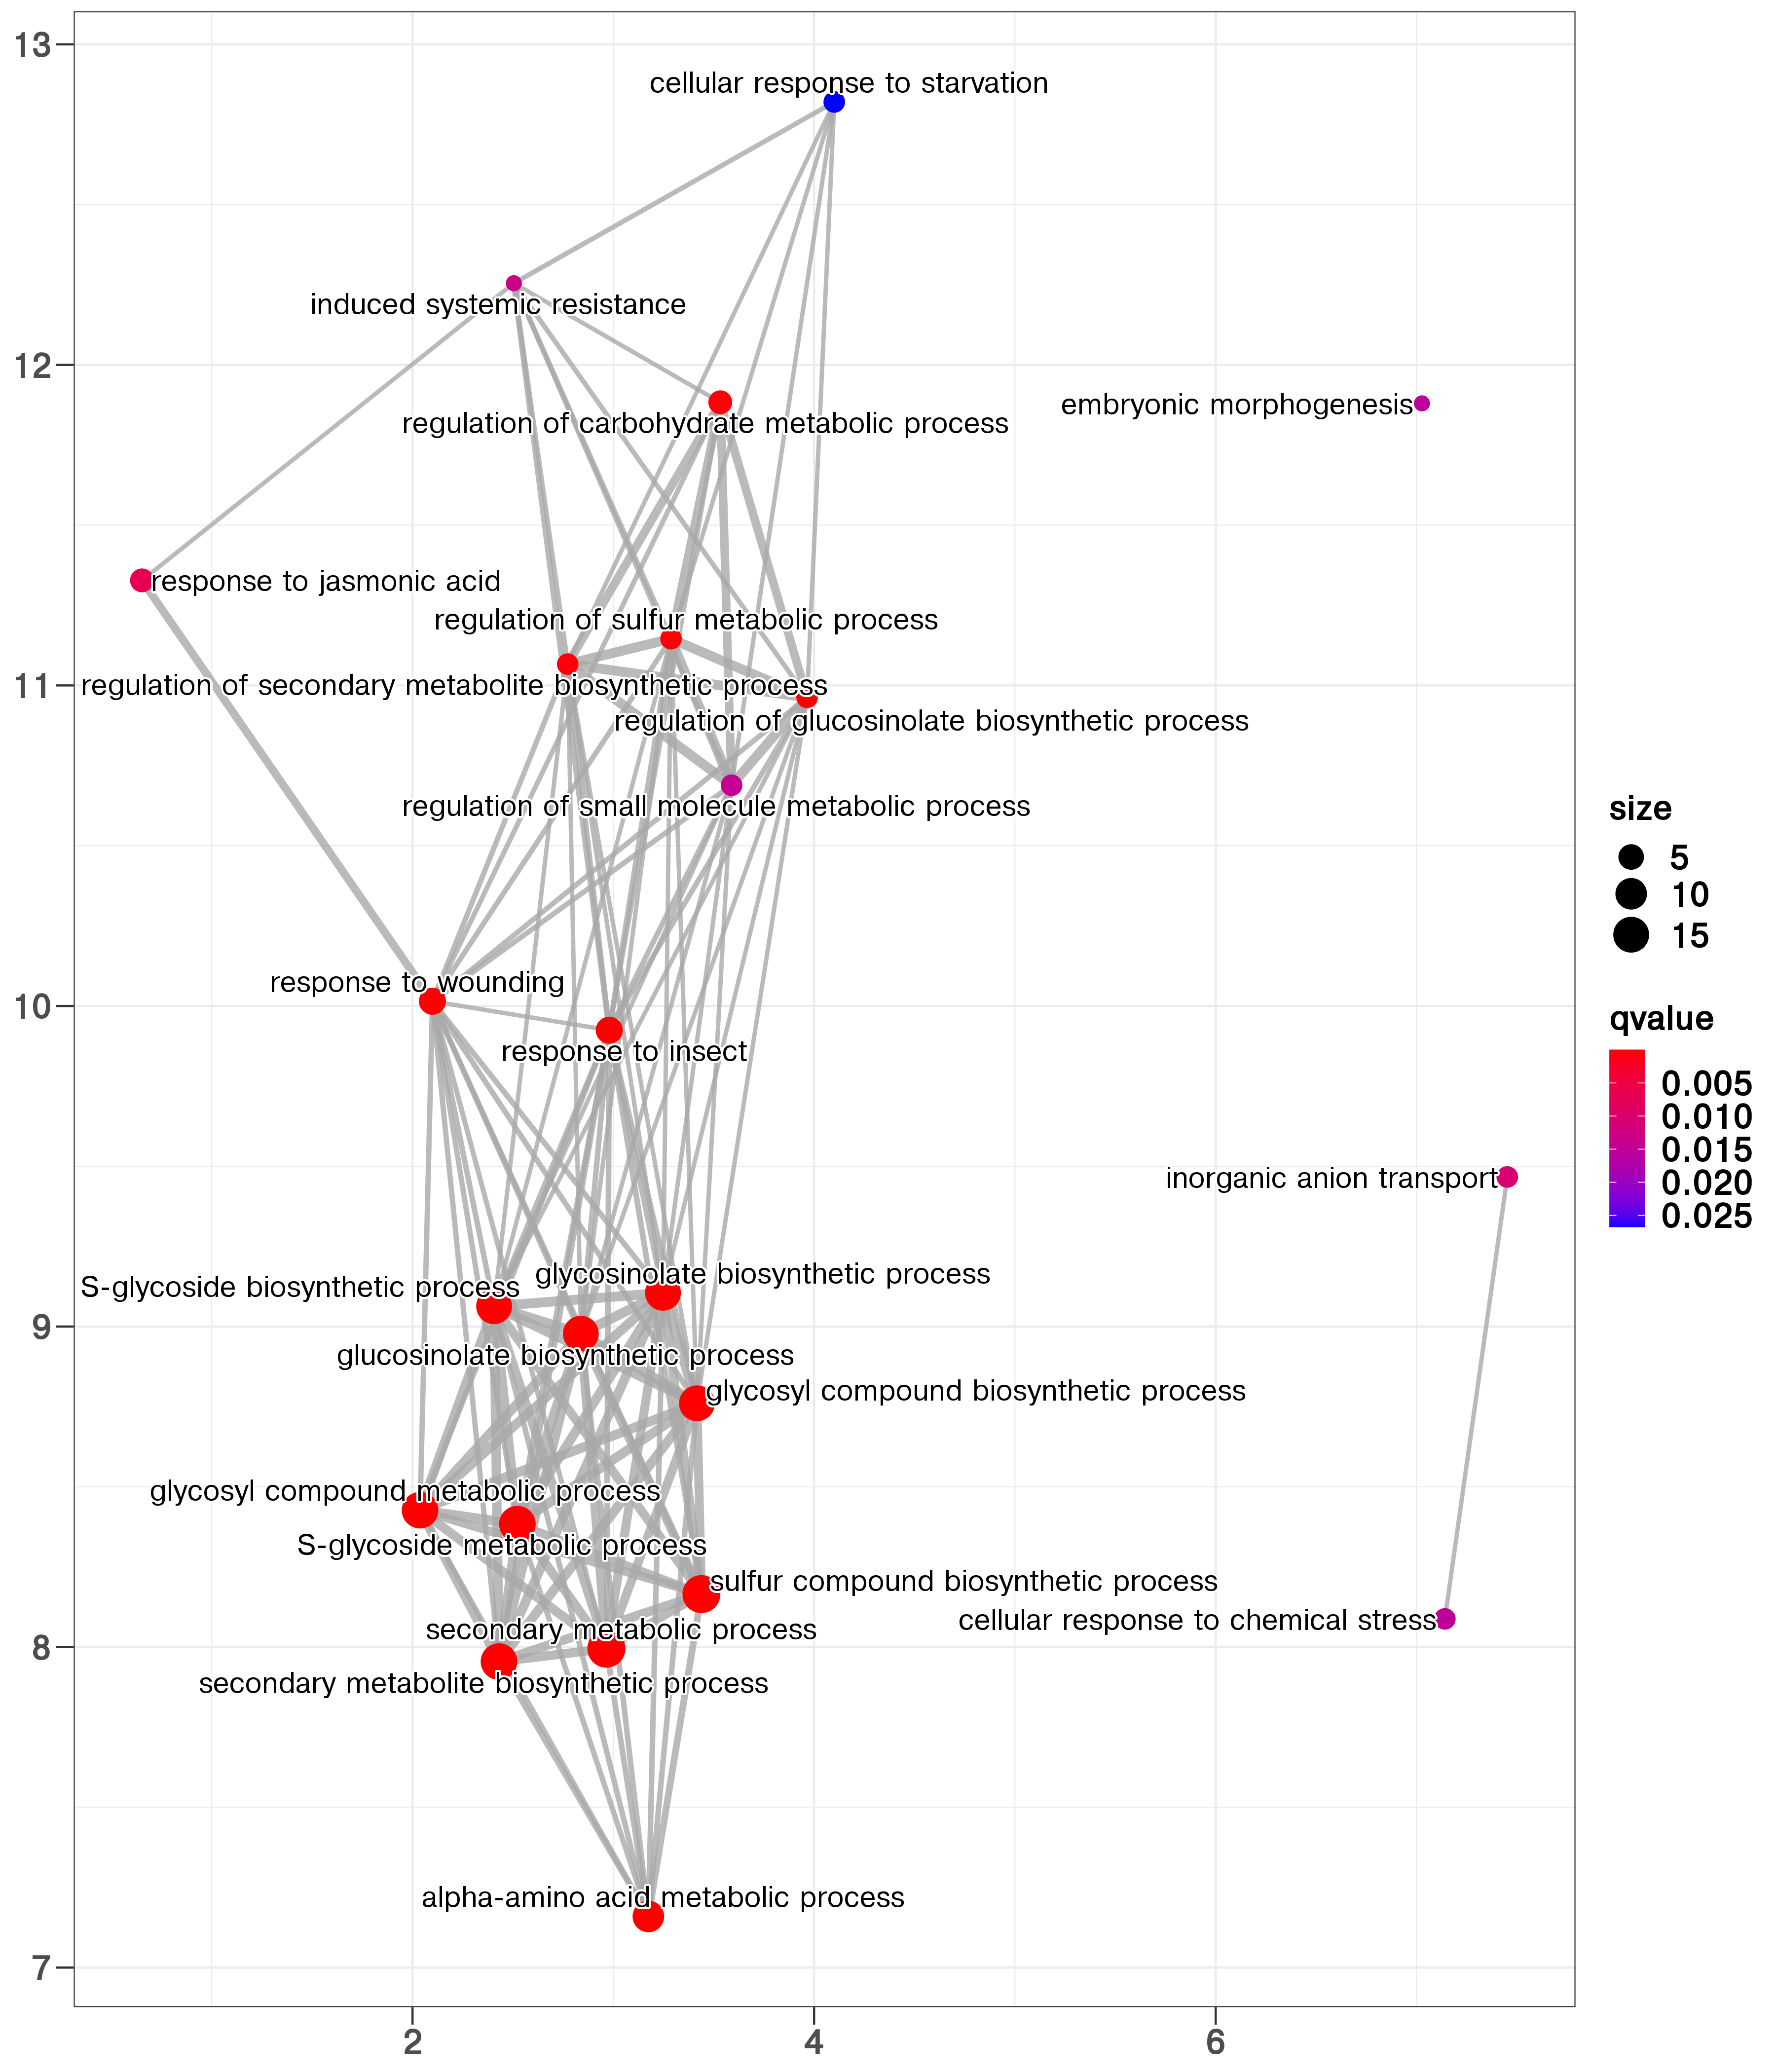 13
cellular response to starvation
induced systemic resistance
12
regulation of carbohydrate metabolic process
embryonic morphogenesis
response to jasmonic acid
regulation of sulfur metabolic process
11
regulation of secondary metabolite biosynthetic process
regulation of glucosinolate biosynthetic process
regulation of small molecule metabolic process
size
5
10
15
response to wounding
10
response to insect
qvalue
0.005
0.010
0.015
0.020
0.025
inorganic anion transport
glycosinolate biosynthetic process
S-glycoside biosynthetic process
9
glucosinolate biosynthetic process
glycosyl compound biosynthetic process
glycosyl compound metabolic process
S-glycoside metabolic process
sulfur compound biosynthetic process
cellular response to chemical stress
secondary metabolic process
8
secondary metabolite biosynthetic process
alpha-amino acid metabolic process
7
2
4
6